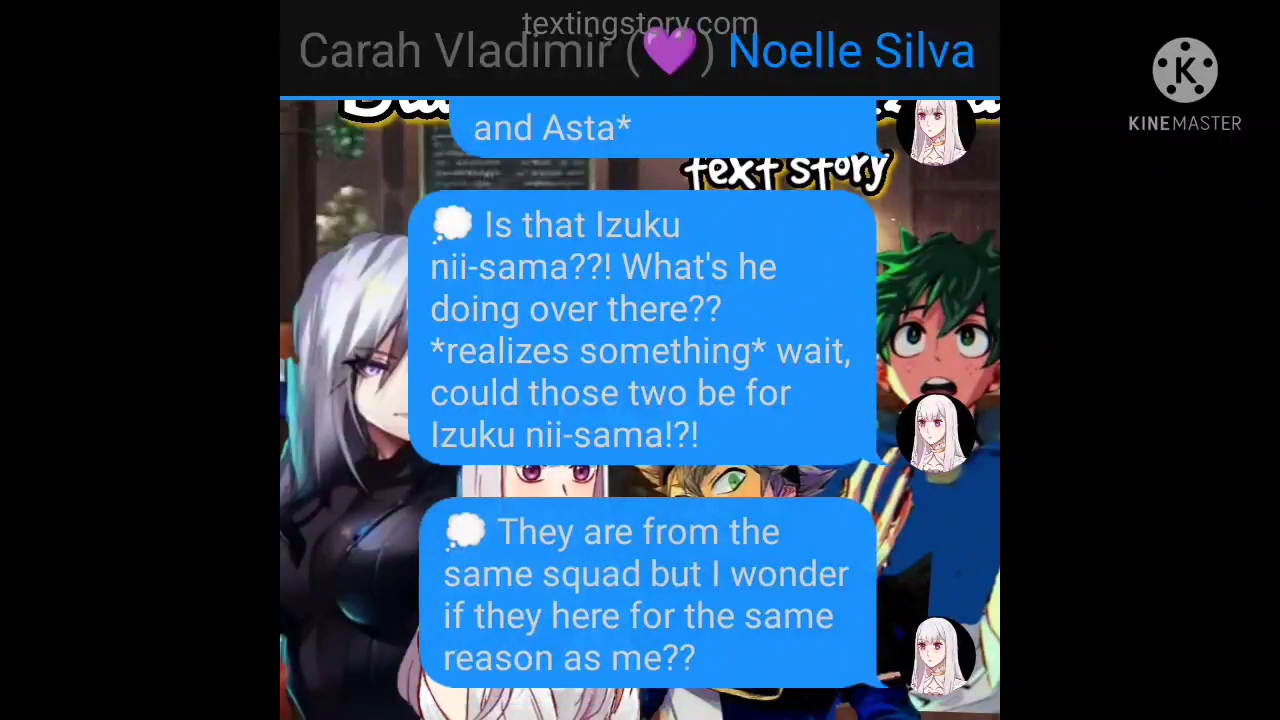 textingstory.com
Carah Vladimir (💜) Noelle Silva
KINEMASTER
and Asta*
text story
💭 Is that Izuku
nii-sama??! What's he
doing over there??
*realizes something* wait,
could those two be for
Izuku nii-sama!?!
💭 They are from the
same squad but I wonder
if they here for the same
reason as me??